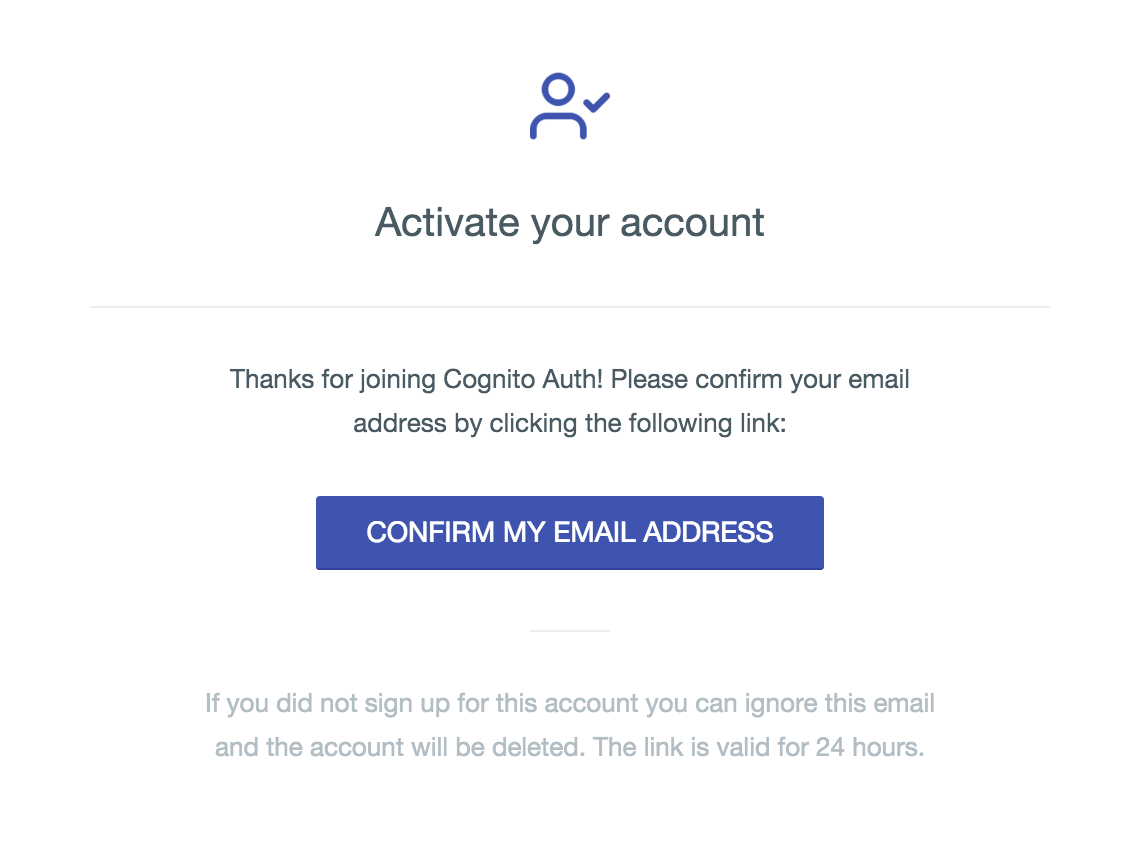 Activate your account
Thanks for joining Cognito Auth! Please confirm your email
address by clicking the following link:
CONFIRM MY EMAIL ADDRESS
If you did not sign up for this account you can ignore this email
and the account will be deleted. The link is valid for 24 hours.